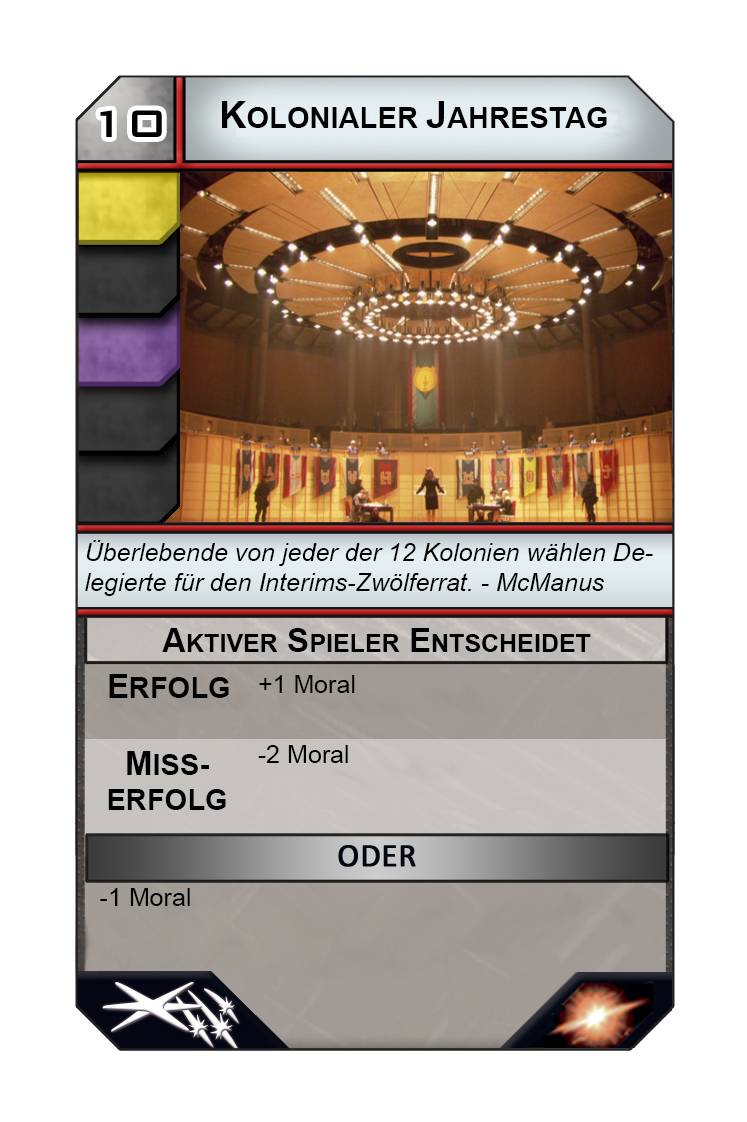 10
KOLONIALER JAHRESTAG
Überlebende von jeder der 12 Kolonien wählen De-
legierte für den Interims-Zwölferrat. - McManus
AKTIVER SPIELER ENTSCHEIDET
ERFOLG +1 Moral
MISS-
ERFOLG
-2 Moral
ODER
-1 Moral